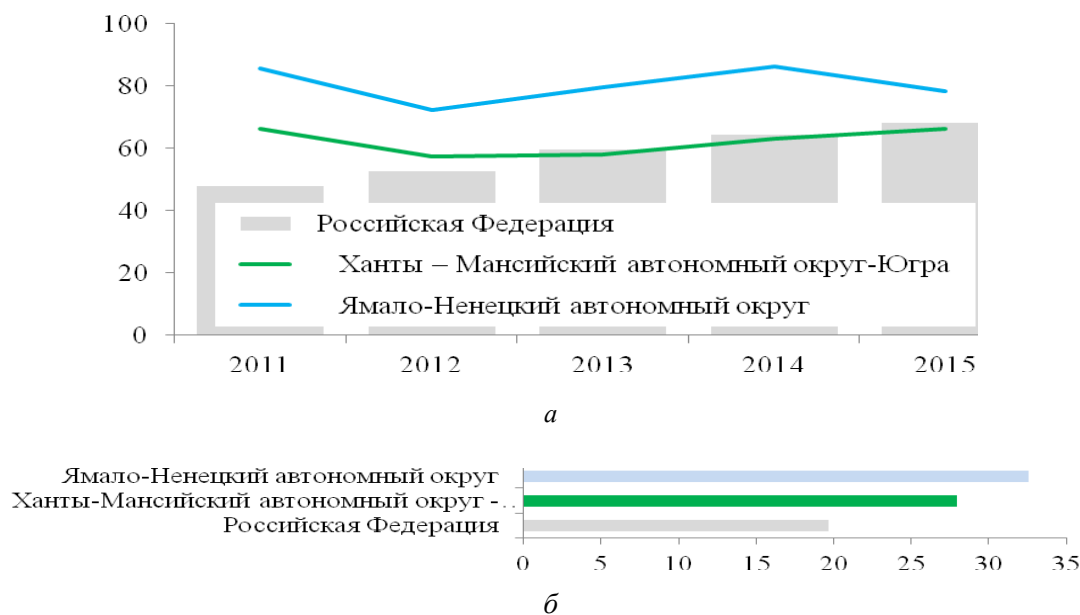 100
80
60
40
20
0
Российская Федерация
Ханты – Мансийский автономный округ-Югра
Ямало-Ненецкий автономный округ
2011 2012 2013 2014 2015
а
Ямало-Ненецкий автономный округ
Ханты-Мансийский автономный округ -…
Российская Федерация
0 5 10 15 20 25 30 35
б